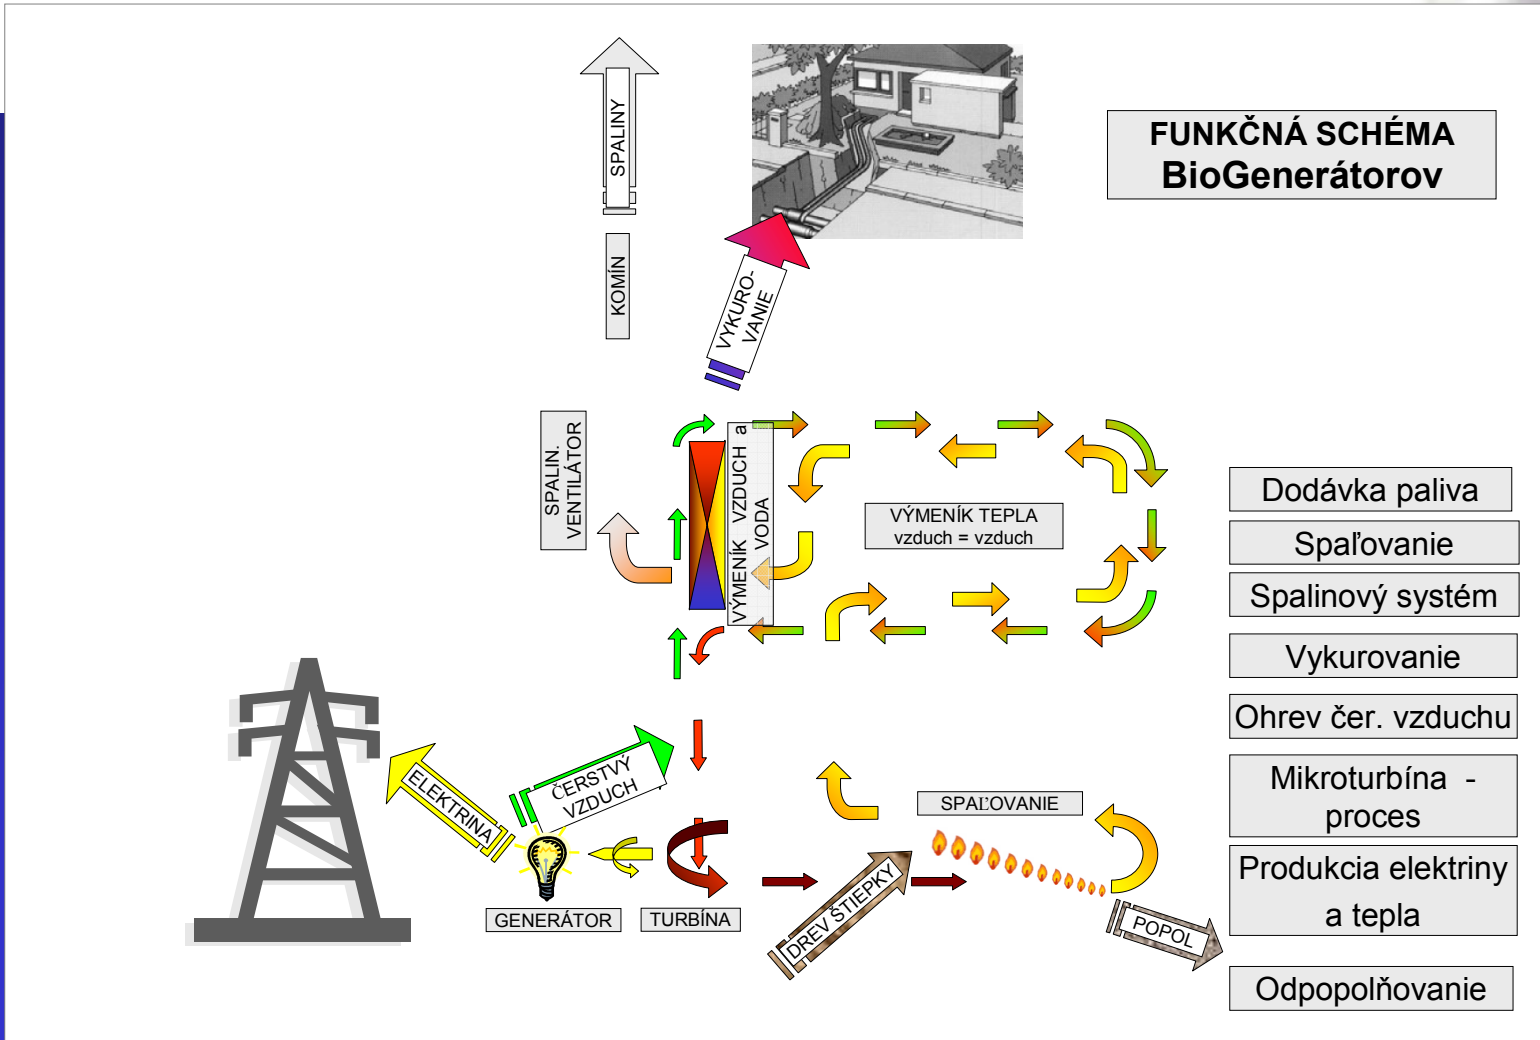 FUNKČNÁ SCHÉMA
BioGenerátorov
SPALINY
KOMÍN
VYKURO-
VANIE
SPALIN.
VENTILÁTOR
VÝMENÍK VZDUCH a
VODA
VÝMENÍK TEPLA
vzduch = vzduch
ELEKTRINA
ČERSTVÝ
VZDUCH
GENERÁTOR
TURBÍNA
SPAĽOVANIE
DREV ŠTIEPKY
POPOL
Dodávka paliva
Spaľovanie
Spalinový systém
Vykurovanie
Ohrev čer. vzduchu
Mikroturbína -
proces
Produkcia elektriny
a tepla
Odpopolňovanie